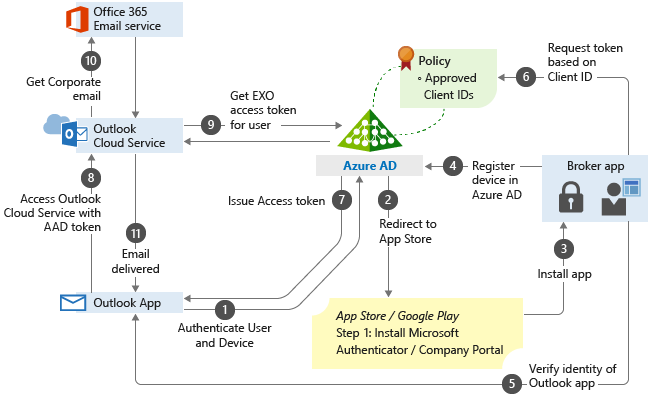 Office 365
Email service
10
Get Corporate
email
Policy
◦ Approved
Client IDs
Request token
based on
Client ID
6
Get EXO
access token
for user
9
Outlook
Cloud Service
Azure AD
4
Register
device in
Azure AD
Broker app
8
Access Outlook
Cloud Service with
AAD token
Issue Access token
7
2
Redirect to
App Store
11
Email
delivered
3
Install app
Outlook App
1
Authenticate User
and Device
App Store / Google Play
Step 1: Install Microsoft
Authenticator / Company Portal
5
Verify identity of
Outlook app